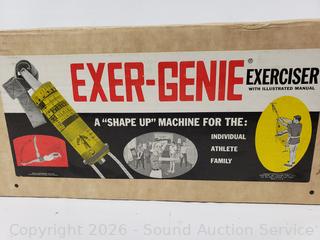 EXER-GENIE® EXERCISER
WITH ILLUSTRATED MANUAL
A "SHAPE UP" MACHINE FOR THE:
INDIVIDUAL
ATHLETE
FAMILY
Copyright 2026 - Sound Auction Service